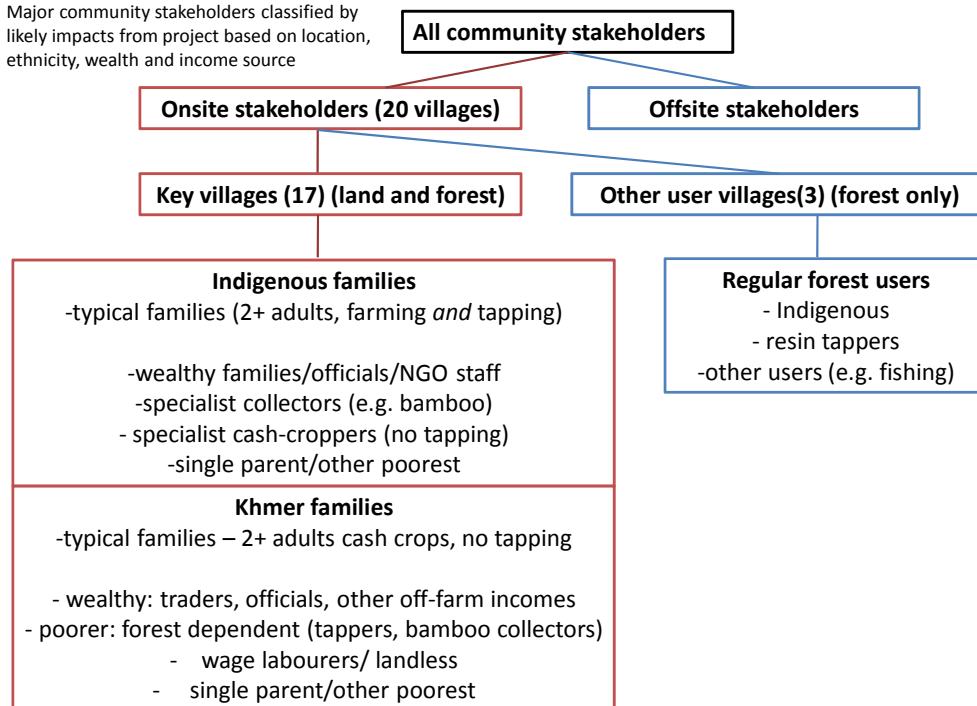 Major community stakeholders classified by
likely impacts from project based on location,
ethnicity, wealth and income source
All community stakeholders
Onsite stakeholders (20 villages)
Offsite stakeholders
Key villages (17) (land and forest)
Other user villages(3) (forest only)
Indigenous families
-typical families (2+ adults, farming and tapping)
-wealthy families/officials/NGO staff
-specialist collectors (e.g. bamboo)
- specialist cash-croppers (no tapping)
-single parent/other poorest
Regular forest users
- Indigenous
- resin tappers
-other users (e.g. fishing)
Khmer families
-typical families – 2+ adults cash crops, no tapping
- wealthy: traders, officials, other off-farm incomes
- poorer: forest dependent (tappers, bamboo collectors)
- wage labourers/ landless
- single parent/other poorest